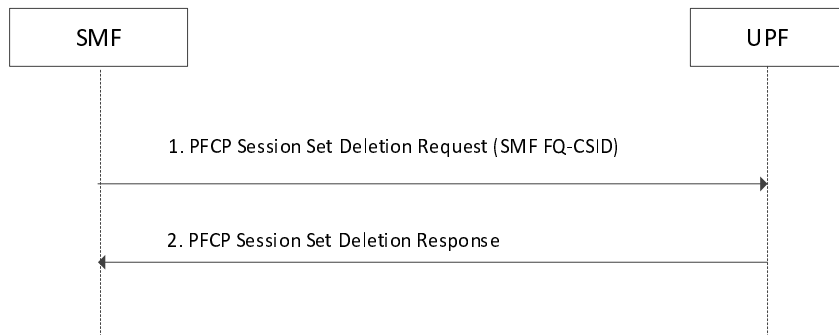 SMF
UPF
1. PFCP Session Set Deletion Request (SMF FQ-CSID)
2. PFCP Session Set Deletion Response